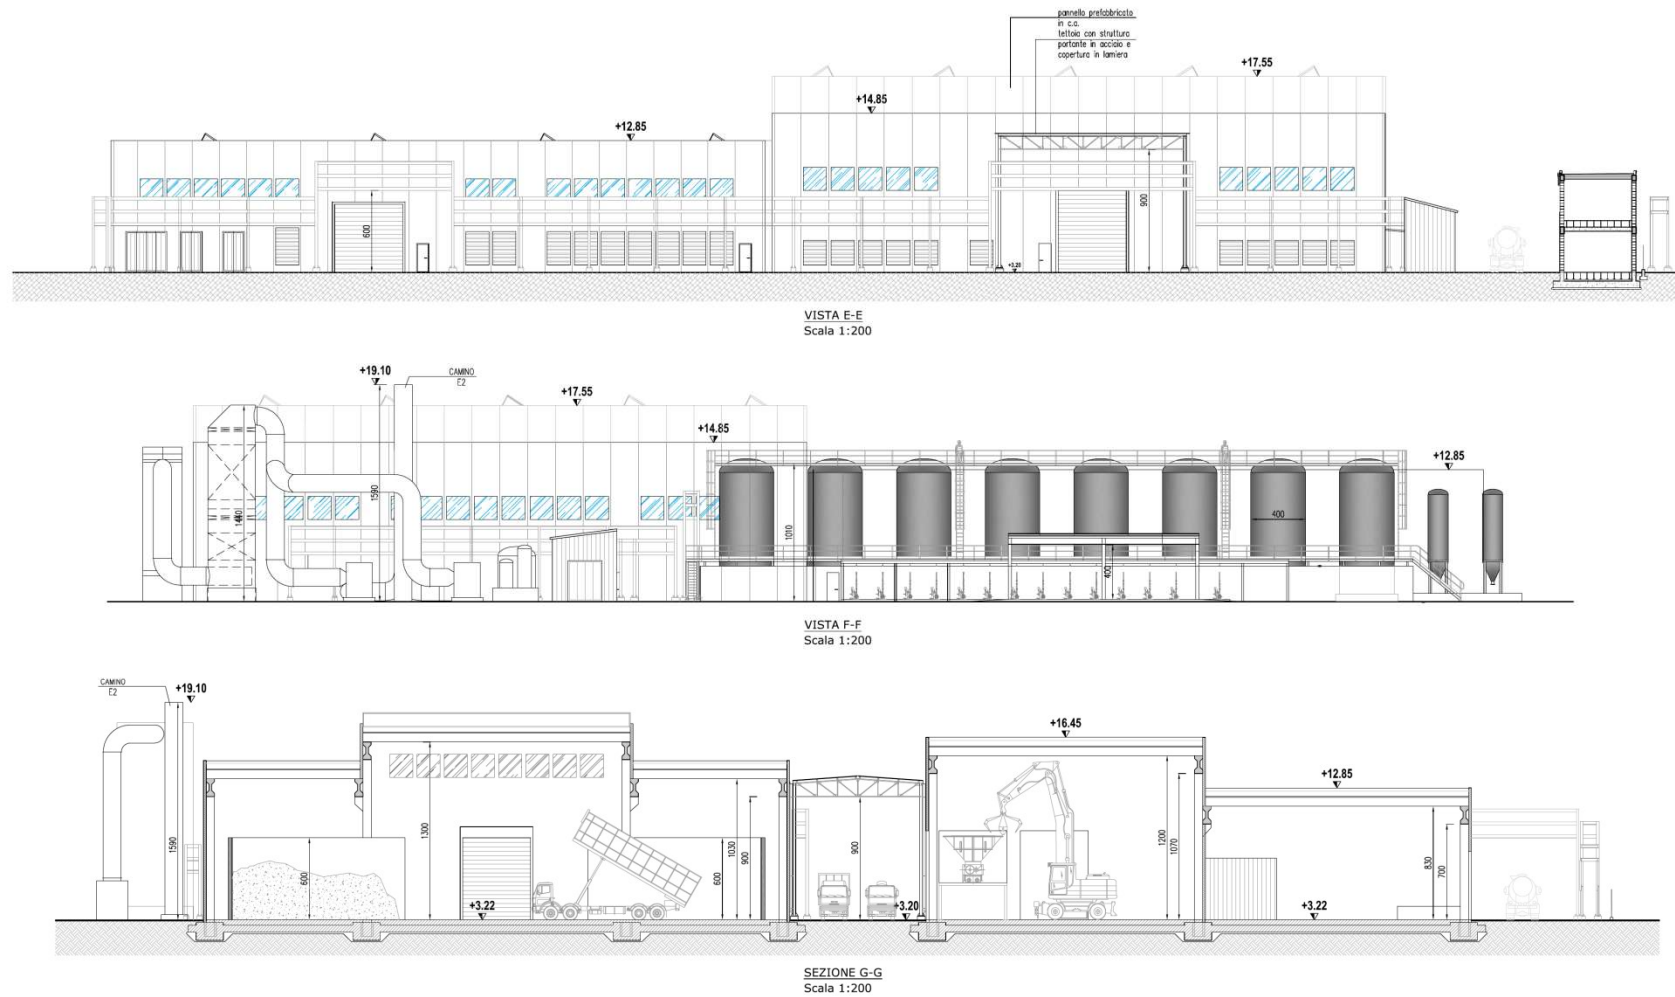 pannello prefabbricato
in c.a.
tettoia con struttura
portante in acciaio e
copertura in lamiera
+17.55
+14.85
+12.85
600
900
+3.20
VISTA E-E
Scala 1:200
+19.10
CAMINO
E2
+17.55
+14.85
+12.85
1590
1440
1010
400
400
VISTA F-F
Scala 1:200
CAMINO
E2
+19.10
+16.45
+12.85
1590
600
1300
600
1030
900
900
1200
1070
830
700
+3.22
+3.20
+3.22
SEZIONE G-G
Scala 1:200